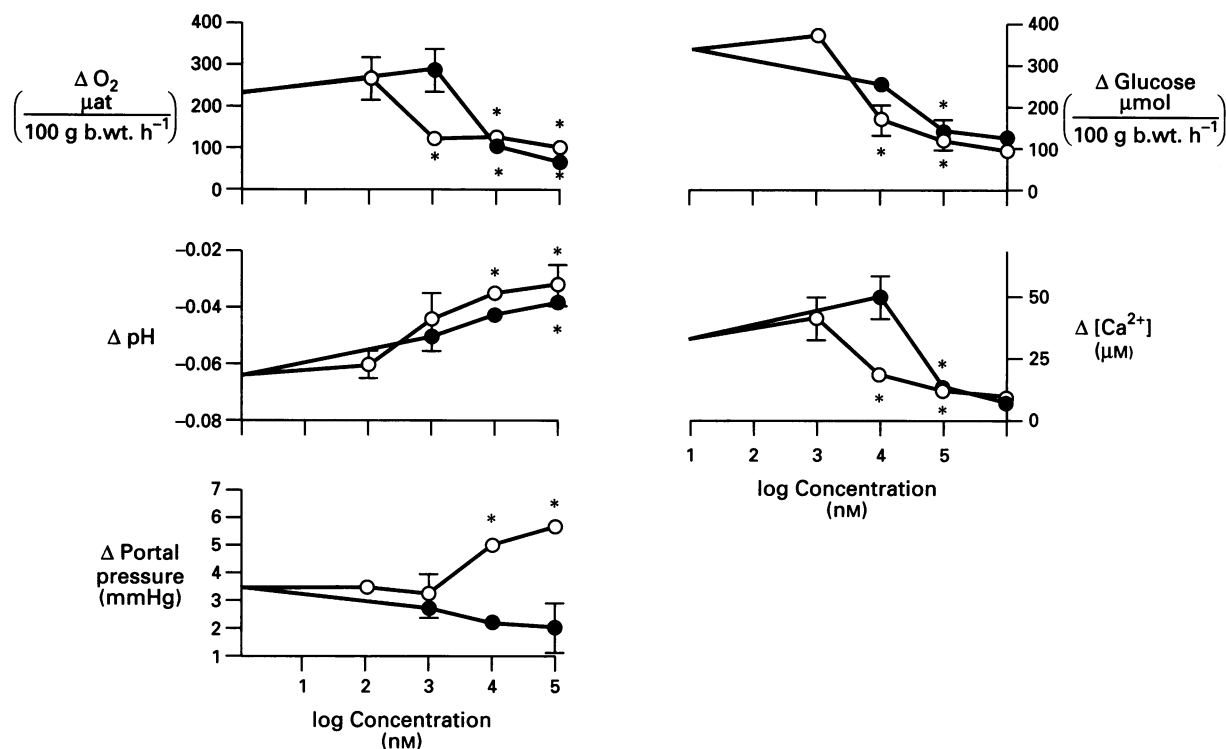 400
300
200
100
0
Δ O₂
μat
100 g b.wt. h⁻¹
*
*
*
*
*
400
300
200
100
0
Δ Glucose
μmol
100 g b.wt. h⁻¹
*
*
*
−0.02
−0.04
−0.06
−0.08
Δ pH
*
*
*
50
25
0
Δ [Ca²⁺]
(μM)
*
*
*
1 2 3 4 5
log Concentration
(nM)
7
6
5
4
3
2
1
Δ Portal
pressure
(mmHg)
*
*
1 2 3 4 5
log Concentration
(nM)